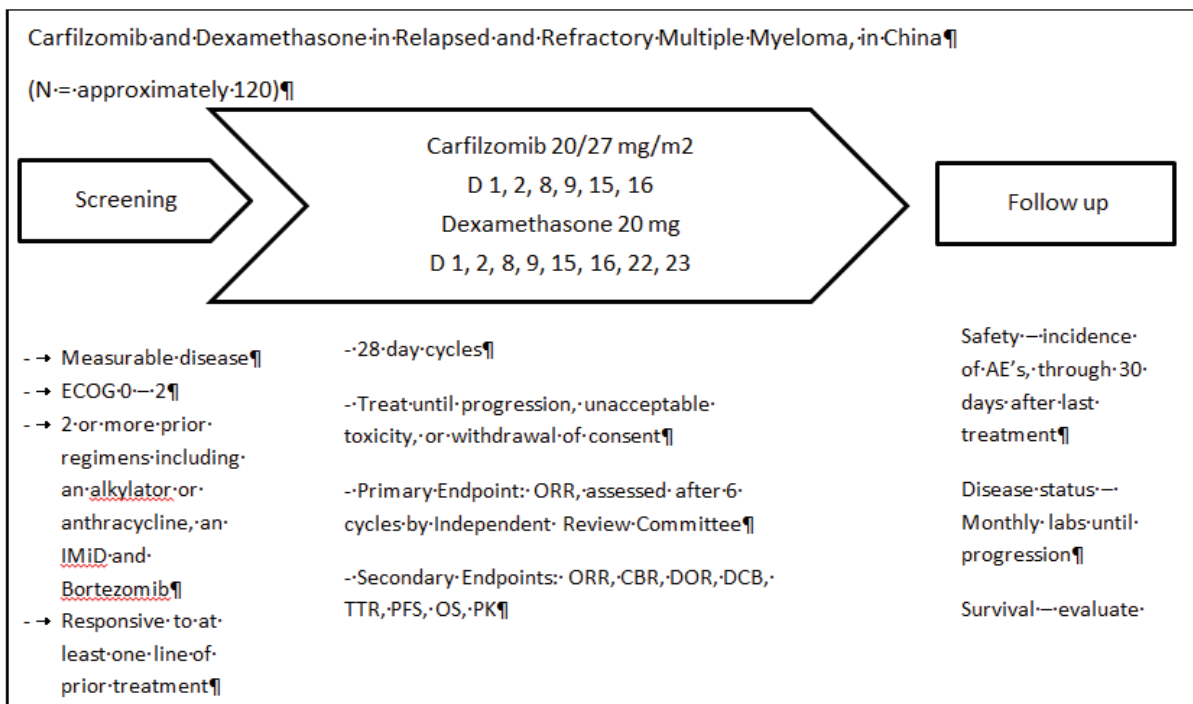 Carfilzomib and Dexamethasone in Relapsed and Refractory Multiple Myeloma, in China¶
(N = approximately 120)¶
Screening
Carfilzomib 20/27 mg/m2
D 1, 2, 8, 9, 15, 16
Dexamethasone 20 mg
D 1, 2, 8, 9, 15, 16, 22, 23
Follow up
- → Measurable disease¶
- → ECOG 0 – 2¶
- → 2 or more prior
regimens including
an alkylator or
anthracycline, an
IMiD and
Bortezomib¶
- → Responsive to at
least one line of
prior treatment¶
- 28 day cycles¶
- Treat until progression, unacceptable
toxicity, or withdrawal of consent¶
- Primary Endpoint: ORR, assessed after 6
cycles by Independent Review Committee¶
- Secondary Endpoints: ORR, CBR, DOR, DCB,
TTR, PFS, OS, PK¶
Safety – incidence
of AE's, through 30
days after last
treatment¶
Disease status –
Monthly labs until
progression¶
Survival – evaluate